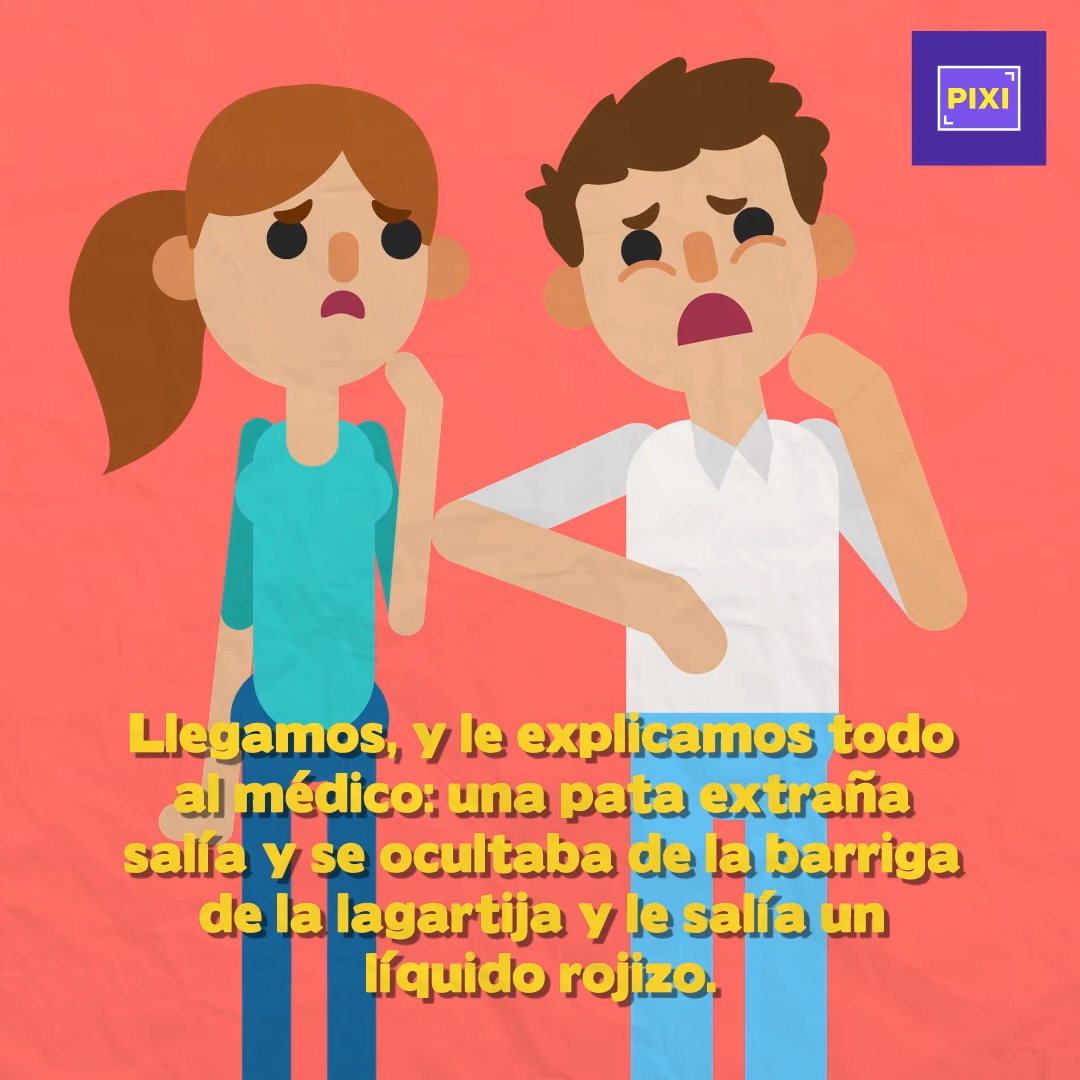 PIXI
Llegamos, y le explicamos todo
al médico: una pata extraña
salía y se ocultaba de la barriga
de la lagartija y le salía un
líquido rojizo.